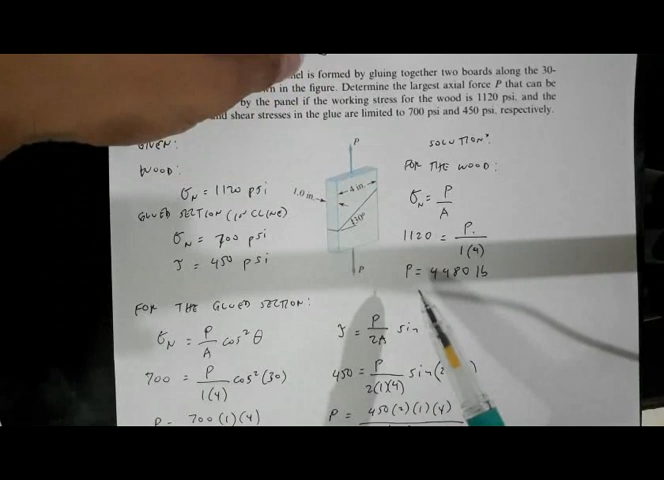 is formed by gluing together two boards along the 30-
in the figure. Determine the largest axial force P that can be
by the panel if the working stress for the wood is 1120 psi, and the
shear stresses in the glue are limited to 700 psi and 450 psi, respectively.
GIVEN:
WOOD:
σN = 1120 psi
GLUED SECTION (INCLINE)
σN = 700 psi
τ = 450 psi
P
1.0 in.
4 in.
30°
P
SOLUTION:
FOR THE WOOD:
σN = P/A
1120 = P/1(4)
P = 4480 lb
FOR THE GLUED SECTION:
σN = P/A cos² θ
700 = P/1(4) cos² (30)
P = 700 (1) (4)
τ = P/2A sin
450 = P/2(1)(4) sin(2
P = 450 (2) (1) (4)